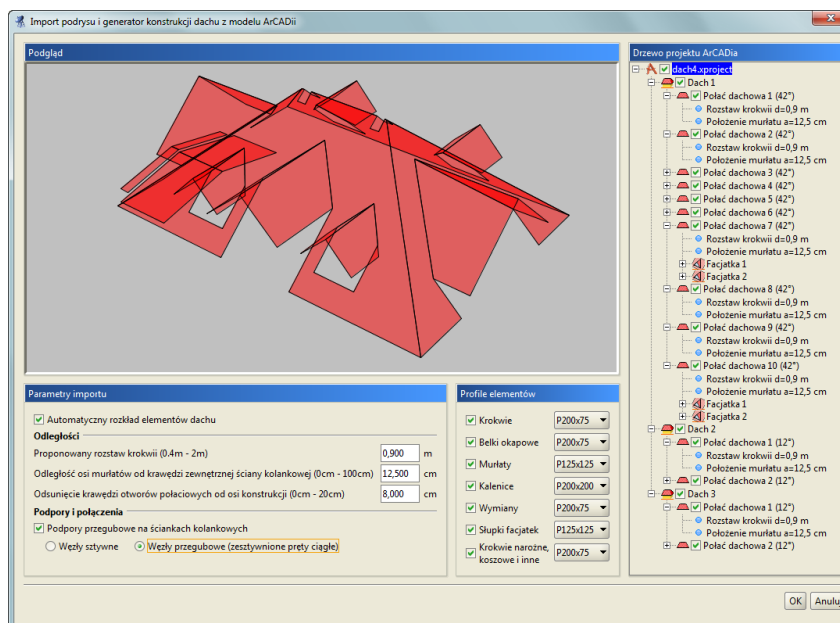 Import podrysu i generator konstrukcji dachu z modelu ArCADii
Podgląd
Parametry importu
Automatyczny rozkład elementów dachu
Odległości
Proponowany rozstaw krokwii (0.4m - 2m) 0,900 m
Odległość osi murłatów od krawędzi zewnętrznej ściany kolankowej (0cm - 100cm) 12,500 cm
Odsunięcie krawędzi otworów połaciowych od osi konstrukcji (0cm - 20cm) 8,000 cm
Podpory i połączenia
Podpory przegubowe na ściankach kolankowych
Węzły sztywne Węzły przegubowe (zesztywnione pręty ciągłe)
Profile elementów
Krokwie P200x75
Belki okapowe P200x75
Murłaty P125x125
Kalenice P200x200
Wymiany P200x75
Słupki facjatek P125x125
Krokwie narożne,
koszowe i inne P200x75
Drzewo projektu ArCADia
dach4.xproject
Dach 1
Połać dachowa 1 (42°)
Rozstaw krokwii d=0,9 m
Położenie murłatu a=12,5 cm
Połać dachowa 2 (42°)
Rozstaw krokwii d=0,9 m
Położenie murłatu a=12,5 cm
Połać dachowa 3 (42°)
Połać dachowa 4 (42°)
Połać dachowa 5 (42°)
Połać dachowa 6 (42°)
Połać dachowa 7 (42°)
Rozstaw krokwii d=0,9 m
Położenie murłatu a=12,5 cm
Facjatka 1
Facjatka 2
Połać dachowa 8 (42°)
Rozstaw krokwii d=0,9 m
Położenie murłatu a=12,5 cm
Połać dachowa 9 (42°)
Rozstaw krokwii d=0,9 m
Położenie murłatu a=12,5 cm
Połać dachowa 10 (42°)
Rozstaw krokwii d=0,9 m
Położenie murłatu a=12,5 cm
Facjatka 1
Facjatka 2
Dach 2
Połać dachowa 1 (12°)
Rozstaw krokwii d=0,9 m
Położenie murłatu a=12,5 cm
Połać dachowa 2 (12°)
Dach 3
Połać dachowa 1 (12°)
Rozstaw krokwii d=0,9 m
Położenie murłatu a=12,5 cm
Połać dachowa 2 (12°)
OK Anuluj